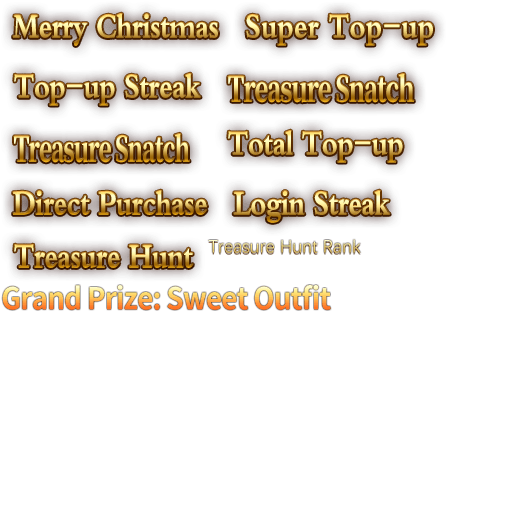 Merry Christmas
Super Top-up
Top-up Streak
Treasure Snatch
Treasure Snatch
Total Top-up
Direct Purchase
Login Streak
Treasure Hunt
Treasure Hunt Rank
Grand Prize: Sweet Outfit